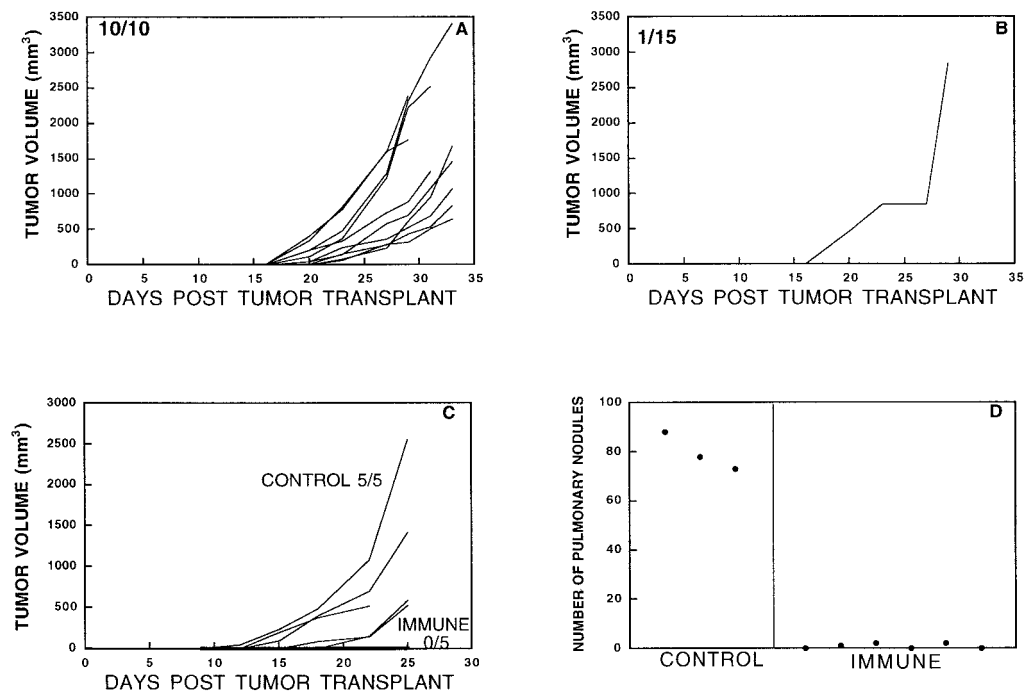 10/10
A
3500
3000
2500
2000
1500
1000
500
0
TUMOR VOLUME (mm³)
0 5 10 15 20 25 30 35
DAYS POST TUMOR TRANSPLANT
1/15
B
3500
3000
2500
2000
1500
1000
500
0
TUMOR VOLUME (mm³)
0 5 10 15 20 25 30 35
DAYS POST TUMOR TRANSPLANT
C
3000
2500
2000
1500
1000
500
0
TUMOR VOLUME (mm³)
CONTROL 5/5
IMMUNE
0/5
0 5 10 15 20 25 30
DAYS POST TUMOR TRANSPLANT
D
100
80
60
40
20
0
NUMBER OF PULMONARY NODULES
CONTROL
IMMUNE